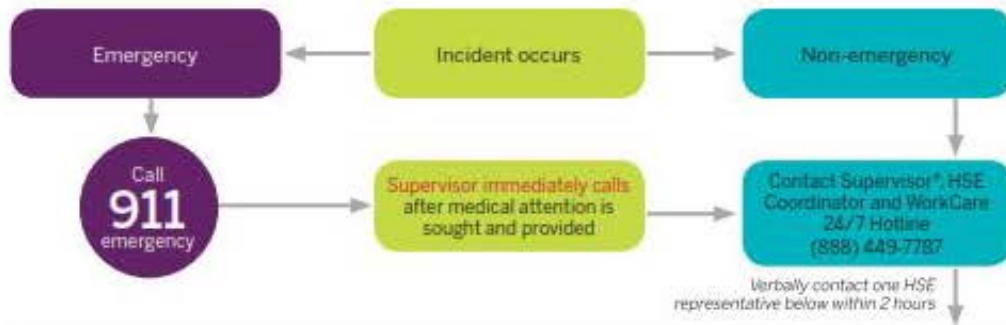 Emergency
Incident occurs
Non-emergency
Call
911
emergency
Supervisor immediately calls
after medical attention is
sought and provided
Contact Supervisor*, HSE
Coordinator and WorkCare
24/7 Hotline
(888) 449-7787
Verbally contact one HSE
representative below within 2 hours